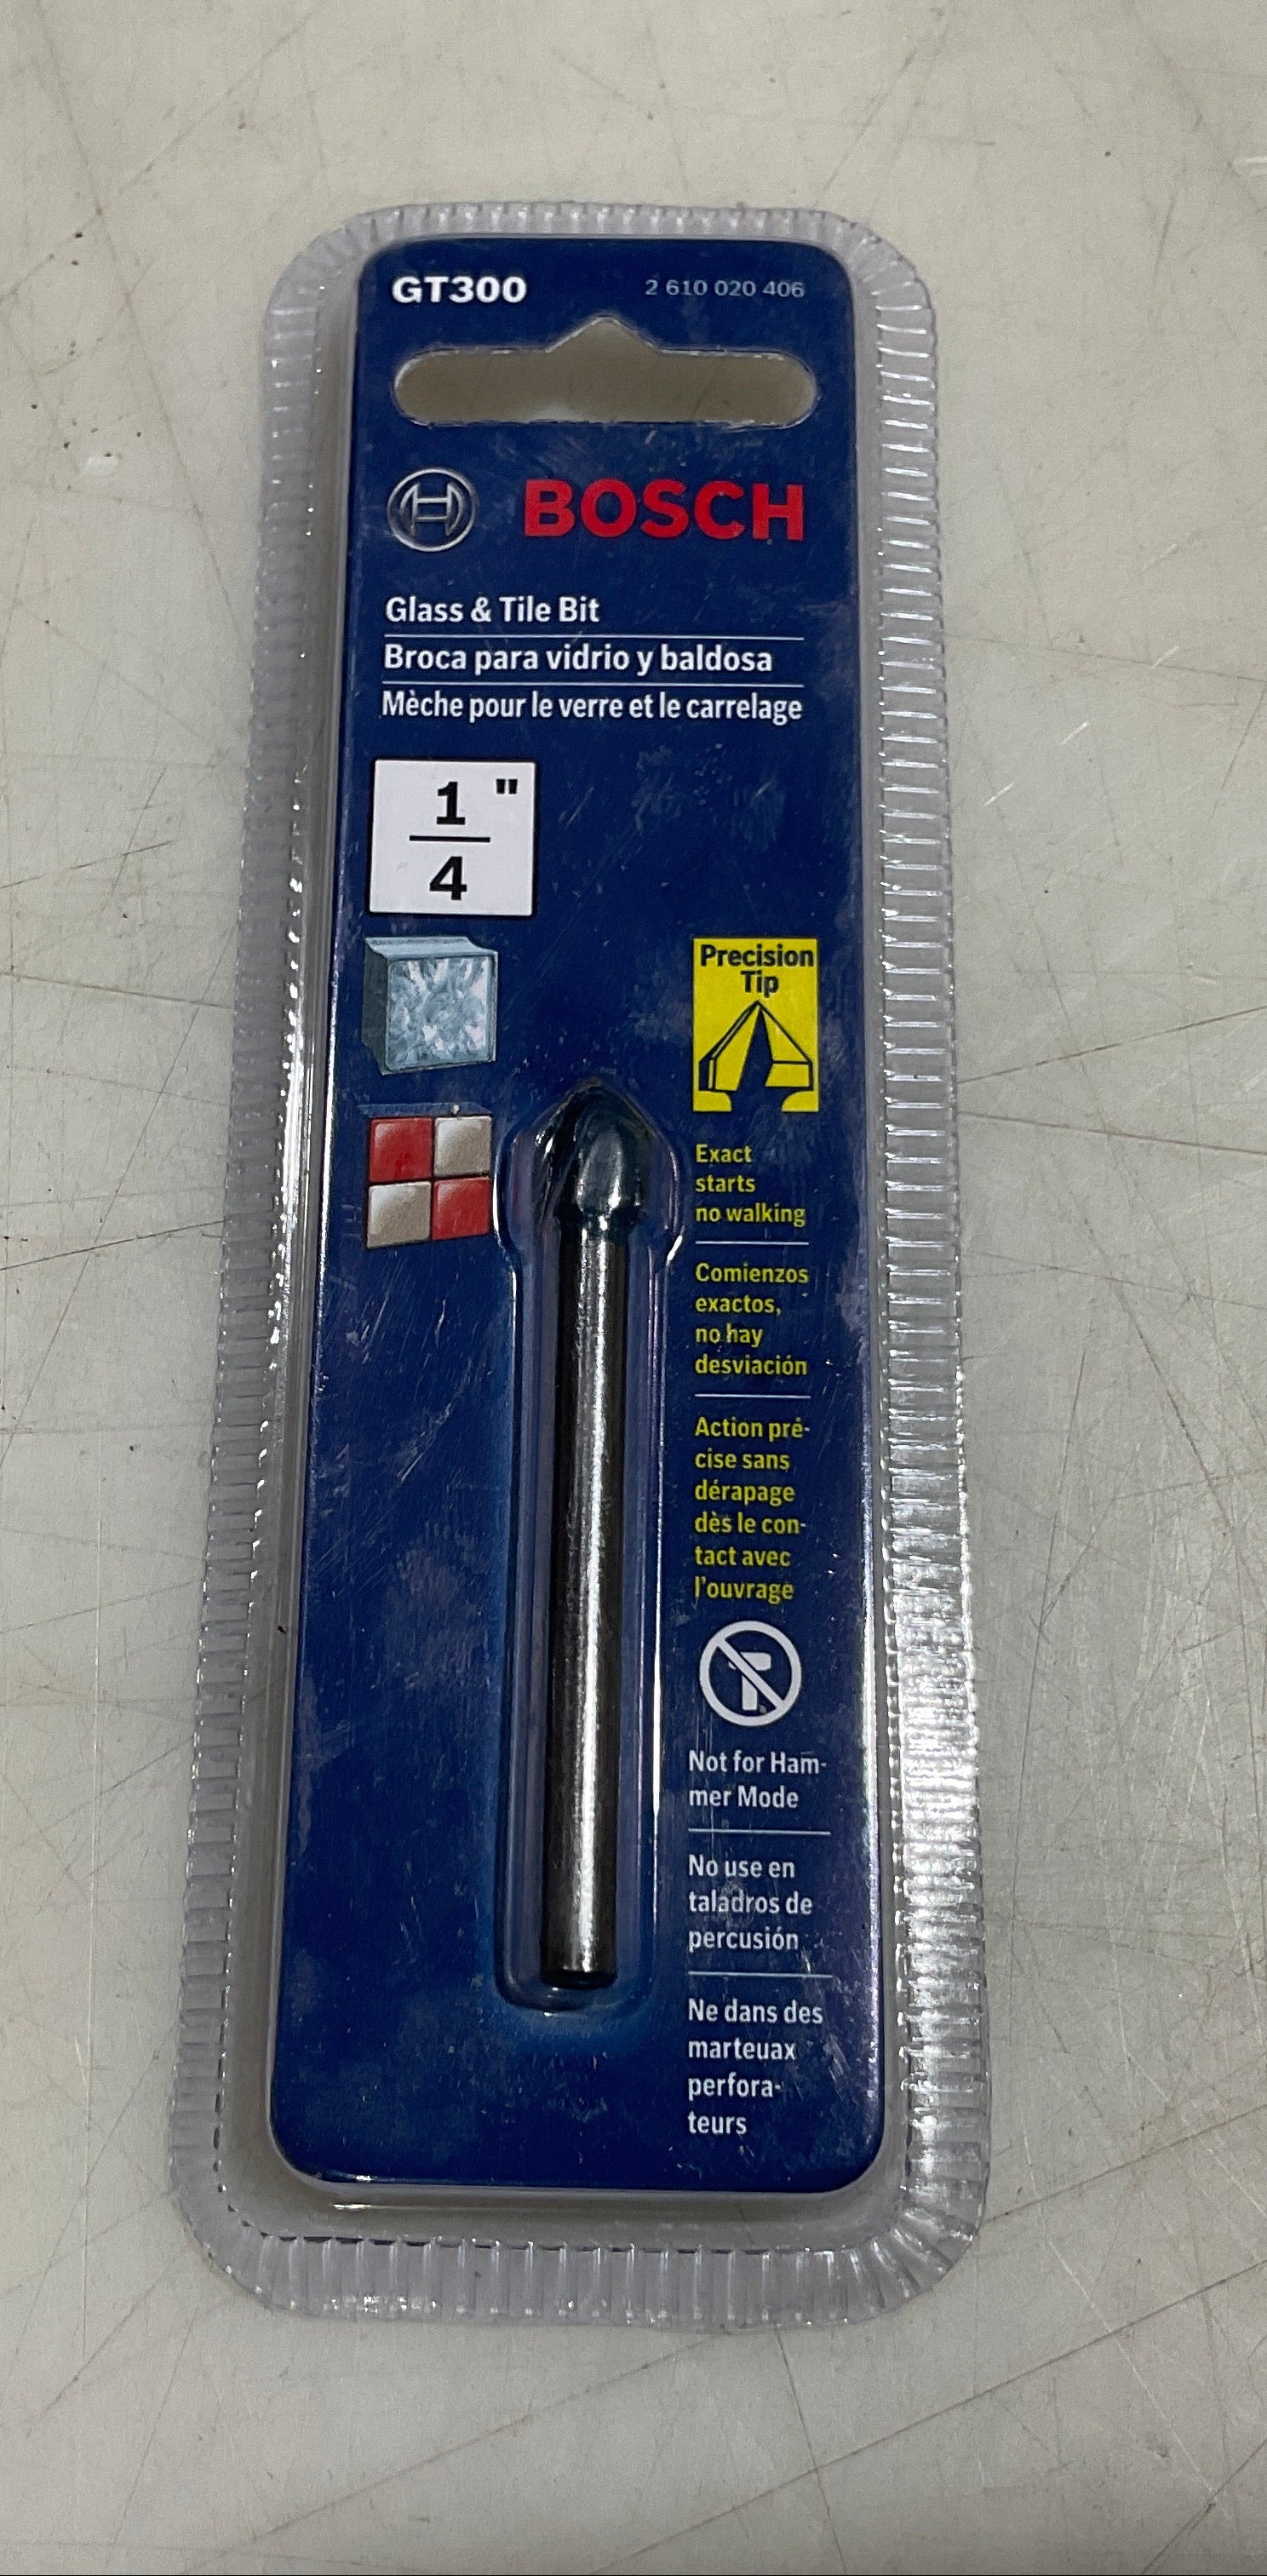 GT300 2 610 020 406
BOSCH
Glass & Tile Bit
Broca para vidrio y baldosa
Mèche pour le verre et le carrelage
1"
4
Precision
Tip
Exact
starts
no walking
Comienzos
exactos,
no hay
desviación
Action pré-
cise sans
dérapage
dès le con-
tact avec
l'ouvrage
Not for Ham-
mer Mode
No use en
taladros de
percusión
Ne dans des
marteuax
perfora-
teurs